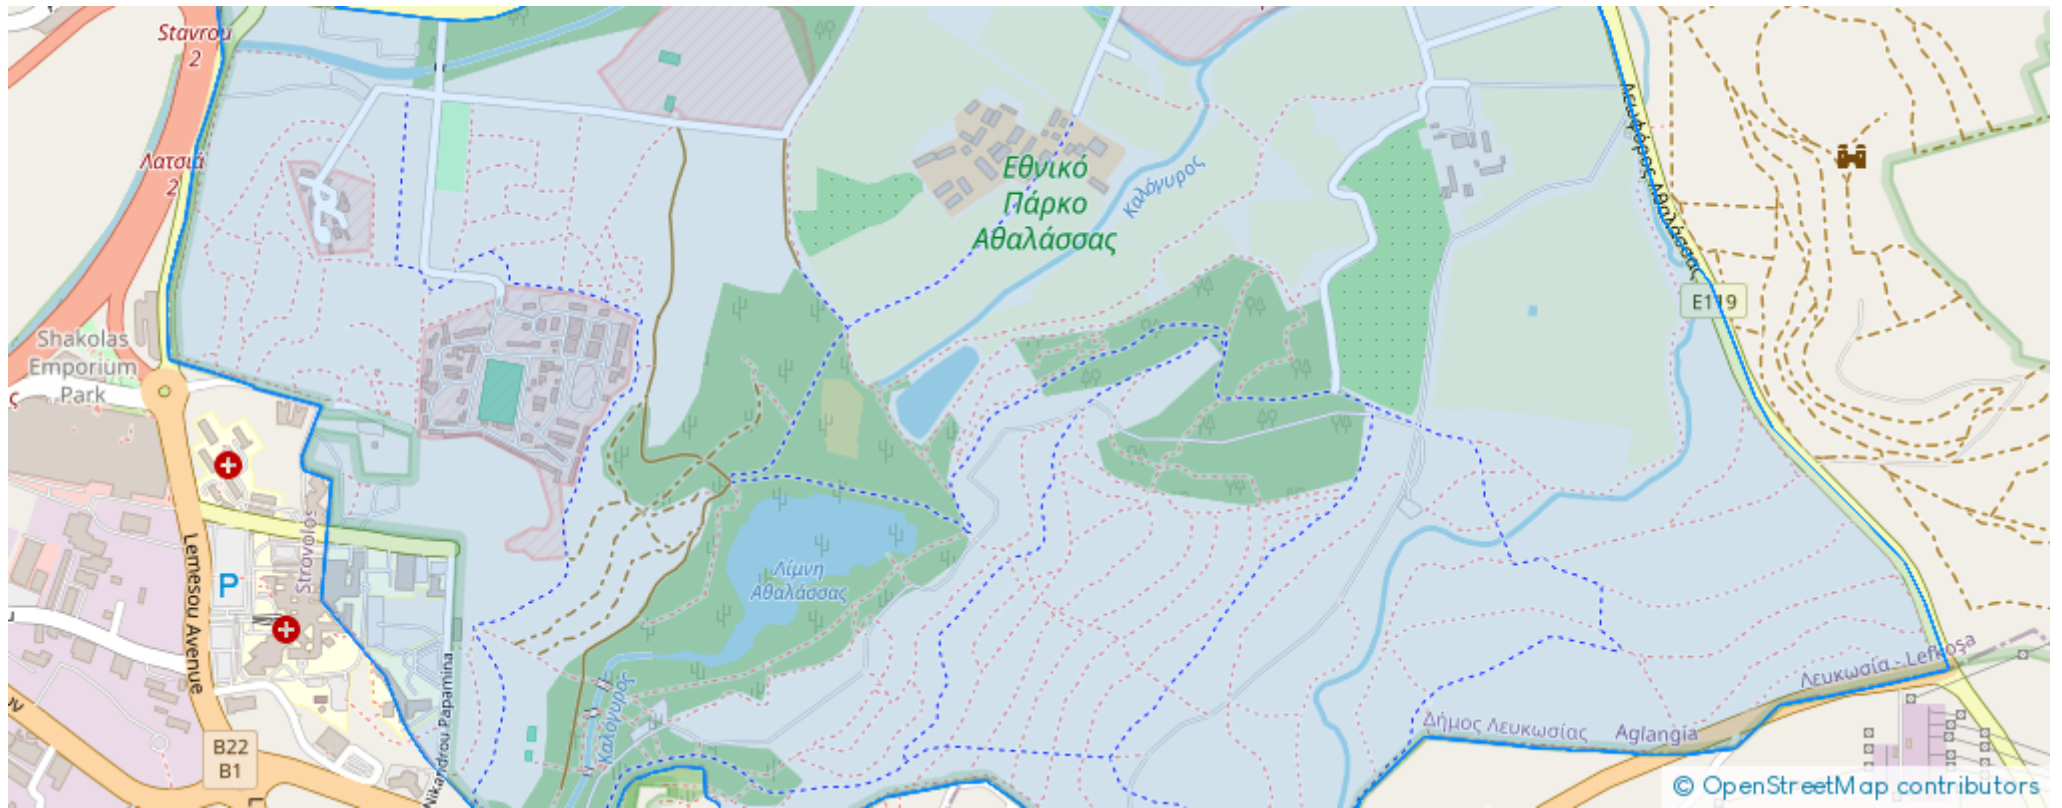 Stavrou
2
Λατσιά
2
Shakolas
Emporium
Park
ς
Εθνικό
Πάρκο
Αθαλάσσας
Καλόγυρος
Λεωφόρος Αθαλάσσας
E119
P
Strovolos
Lemesou Avenue
Nikandrou Papamina
Λίμνη
Αθαλάσσας
Καλόγυρος
B22
B1
Λευκωσία - Lefkoşa
Δήμος Λευκωσίας
Aglangia
© OpenStreetMap contributors